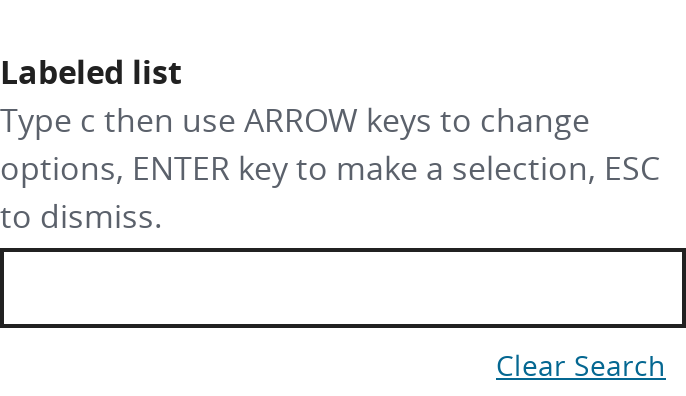 Labeled list
Type c then use ARROW keys to change
options, ENTER key to make a selection, ESC
to dismiss.
Clear Search